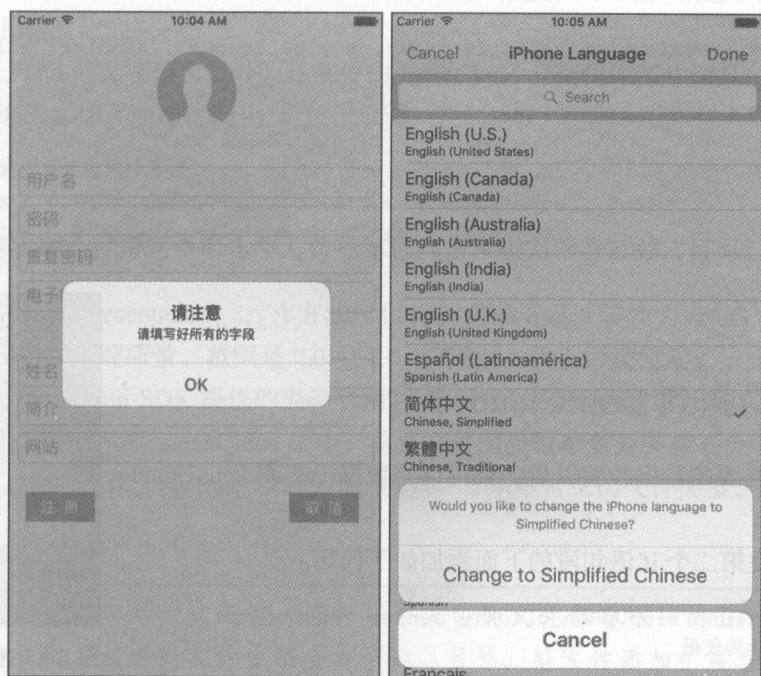 Carrier
10:04 AM
用户名
密码
重复密码
电子
请注意
请填写好所有的字段
OK
姓名
简介
网站
注 册
取 消
Carrier
10:05 AM
Cancel
iPhone Language
Done
Search
English (U.S.)
English (United States)
English (Canada)
English (Canada)
English (Australia)
English (Australia)
English (India)
English (India)
English (U.K.)
English (United Kingdom)
Español (Latinoamérica)
Spanish (Latin America)
简体中文
Chinese, Simplified
繁體中文
Chinese, Traditional
Would you like to change the iPhone language to
Simplified Chinese?
Change to Simplified Chinese
Spanish
Cancel
Français